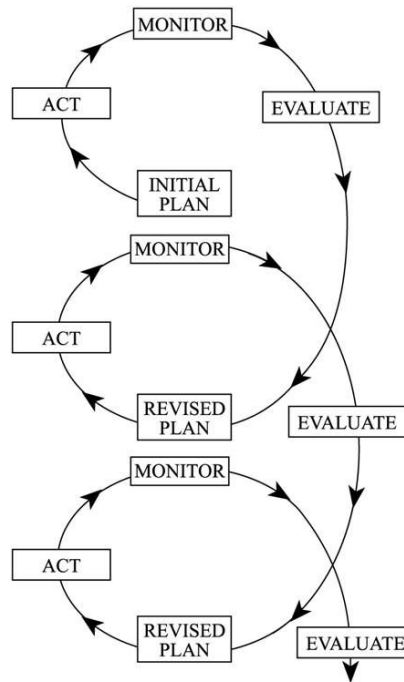 MONITOR
ACT
EVALUATE
INITIAL
PLAN
MONITOR
ACT
REVISED
PLAN
EVALUATE
MONITOR
ACT
REVISED
PLAN
EVALUATE